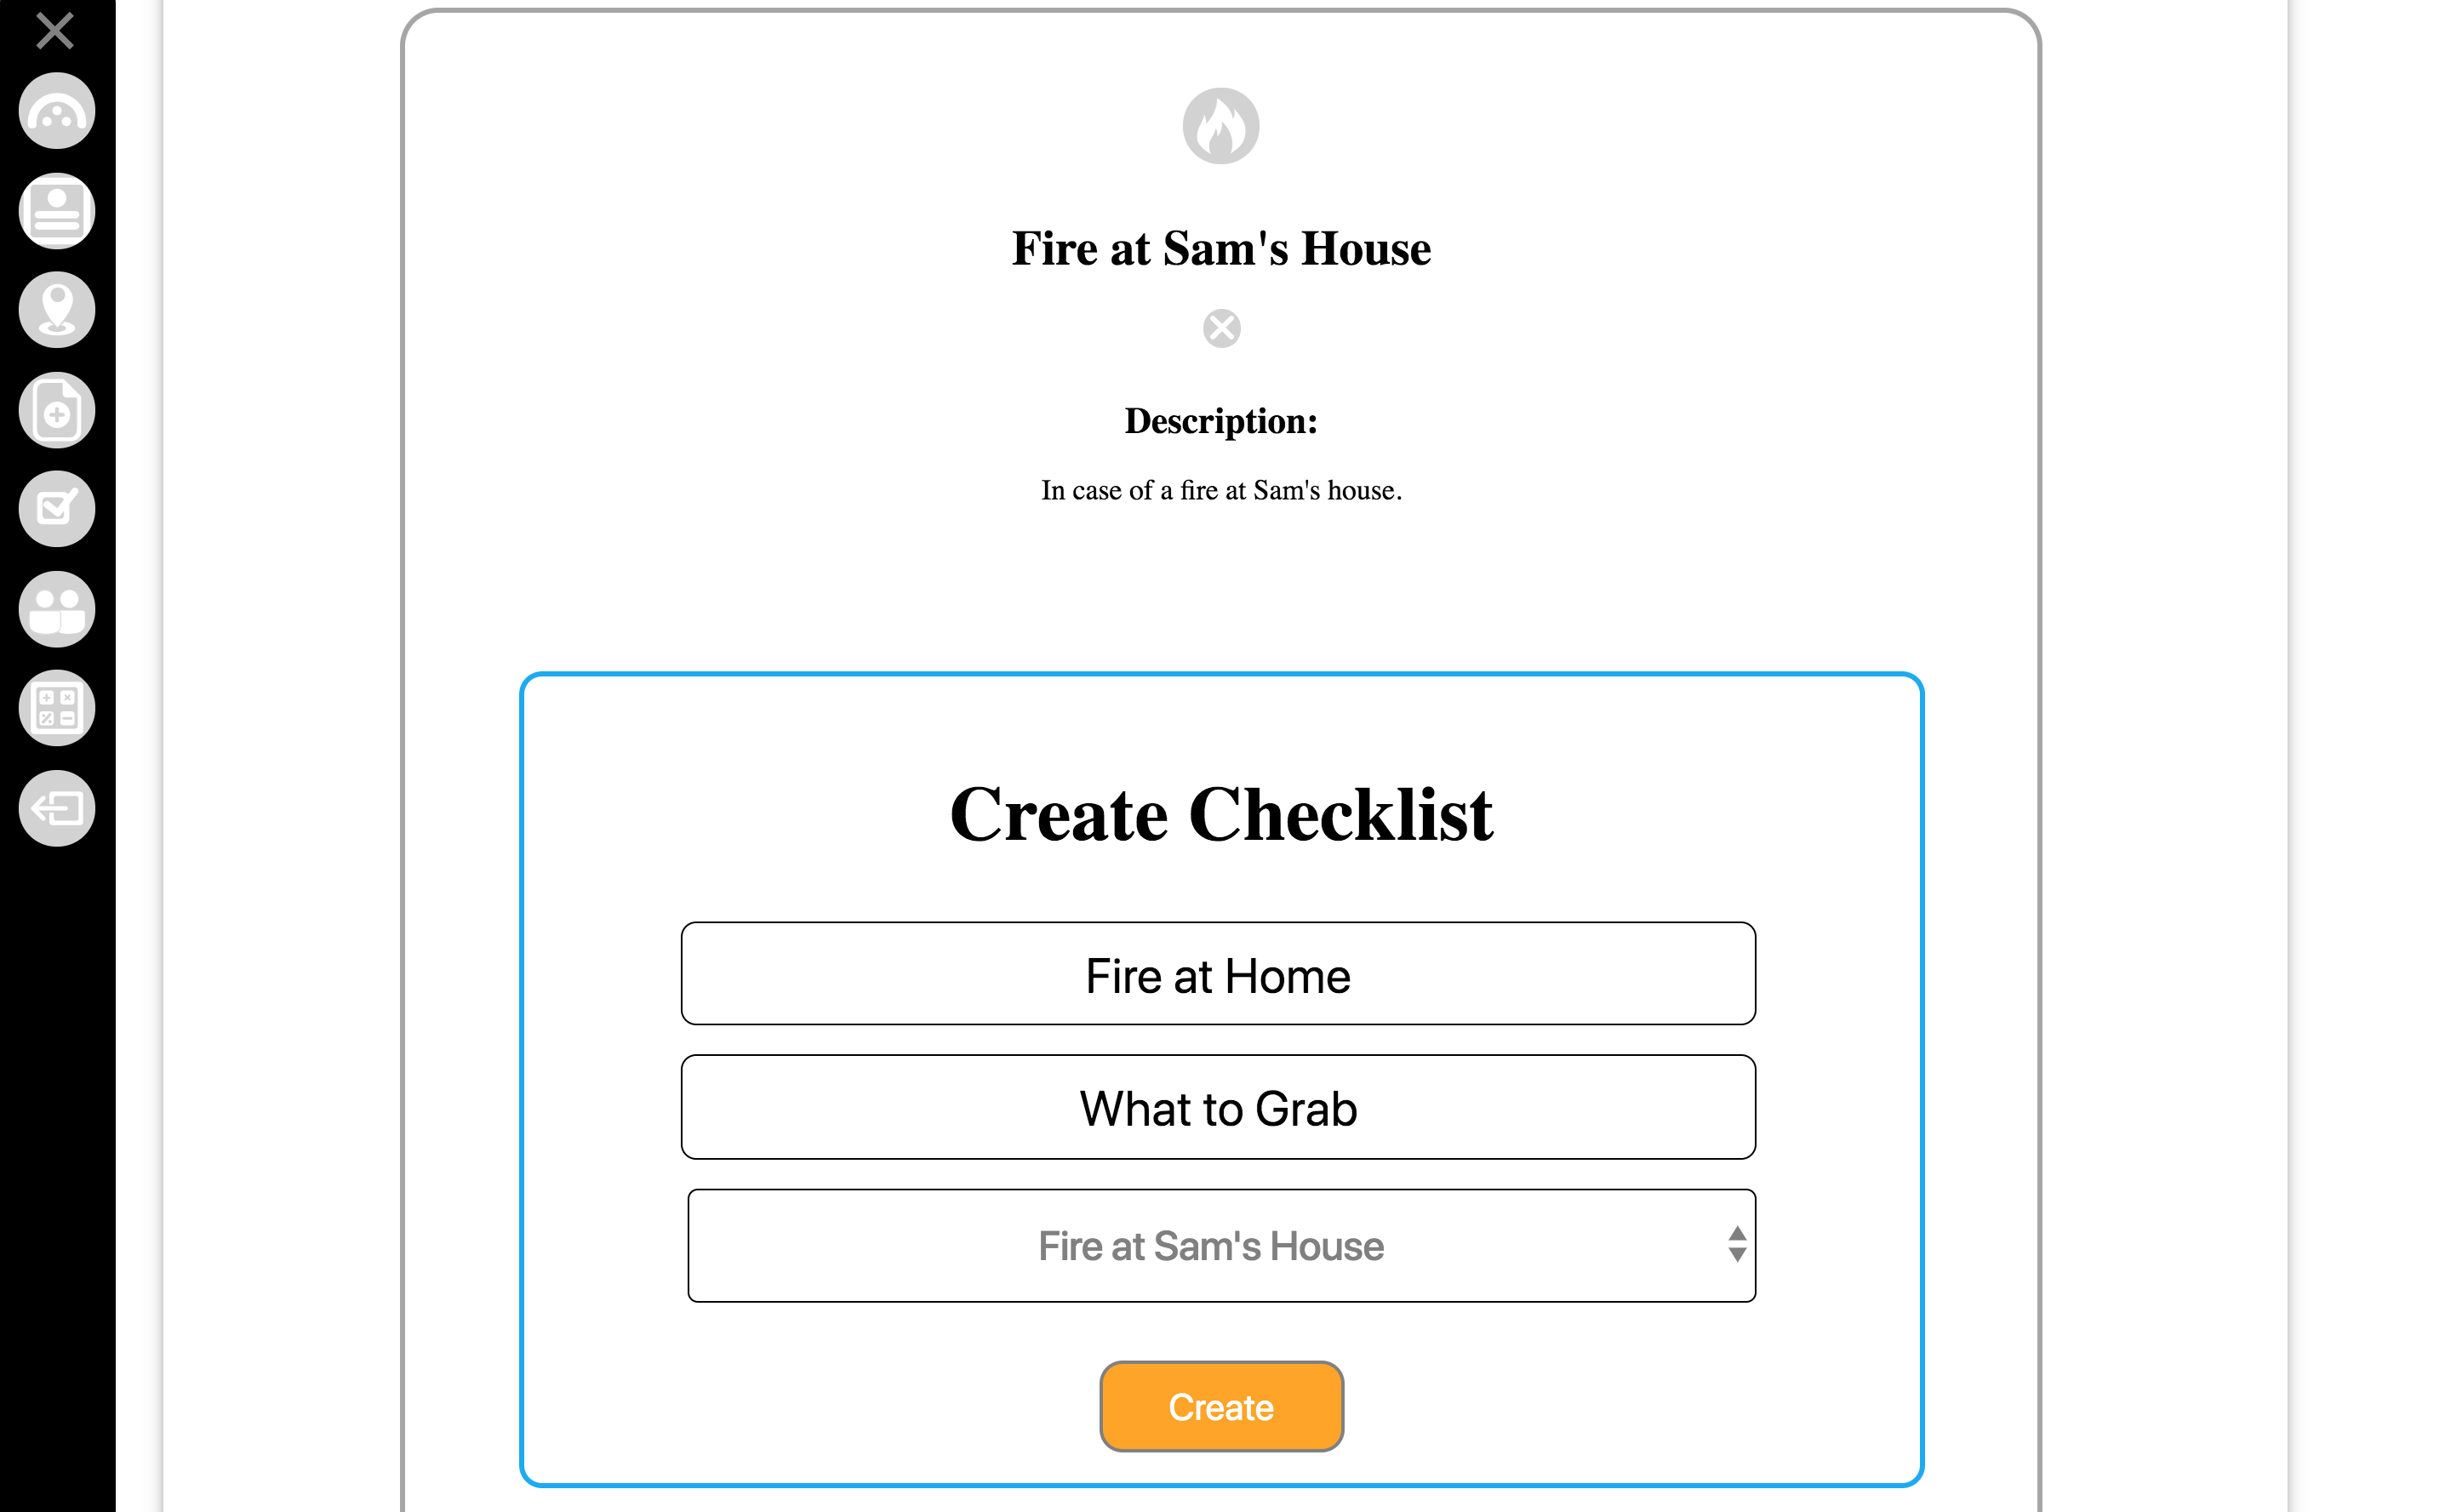 Fire at Sam's House
Description:
In case of a fire at Sam's house.
Create Checklist
Fire at Home
What to Grab
Fire at Sam's House
Create